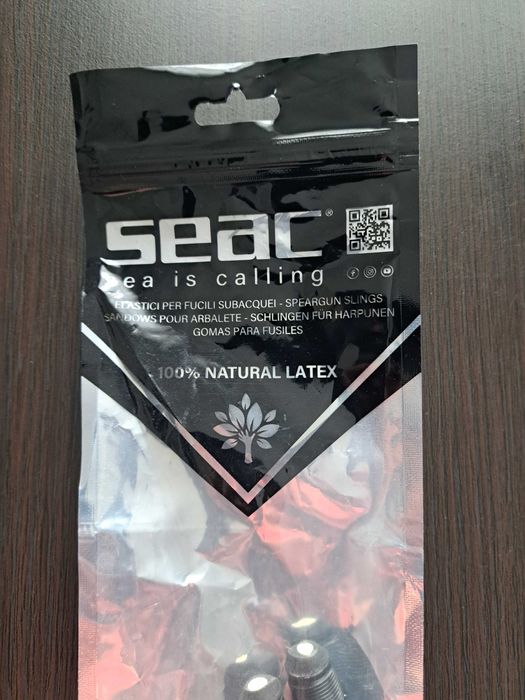 seac®
sea is calling
ELASTICI PER FUCILI SUBACQUEI - SPEARGUN SLINGS
SANDOWS POUR ARBALETE - SCHLINGEN FÜR HARPUNEN
GOMAS PARA FUSILES
100% NATURAL LATEX